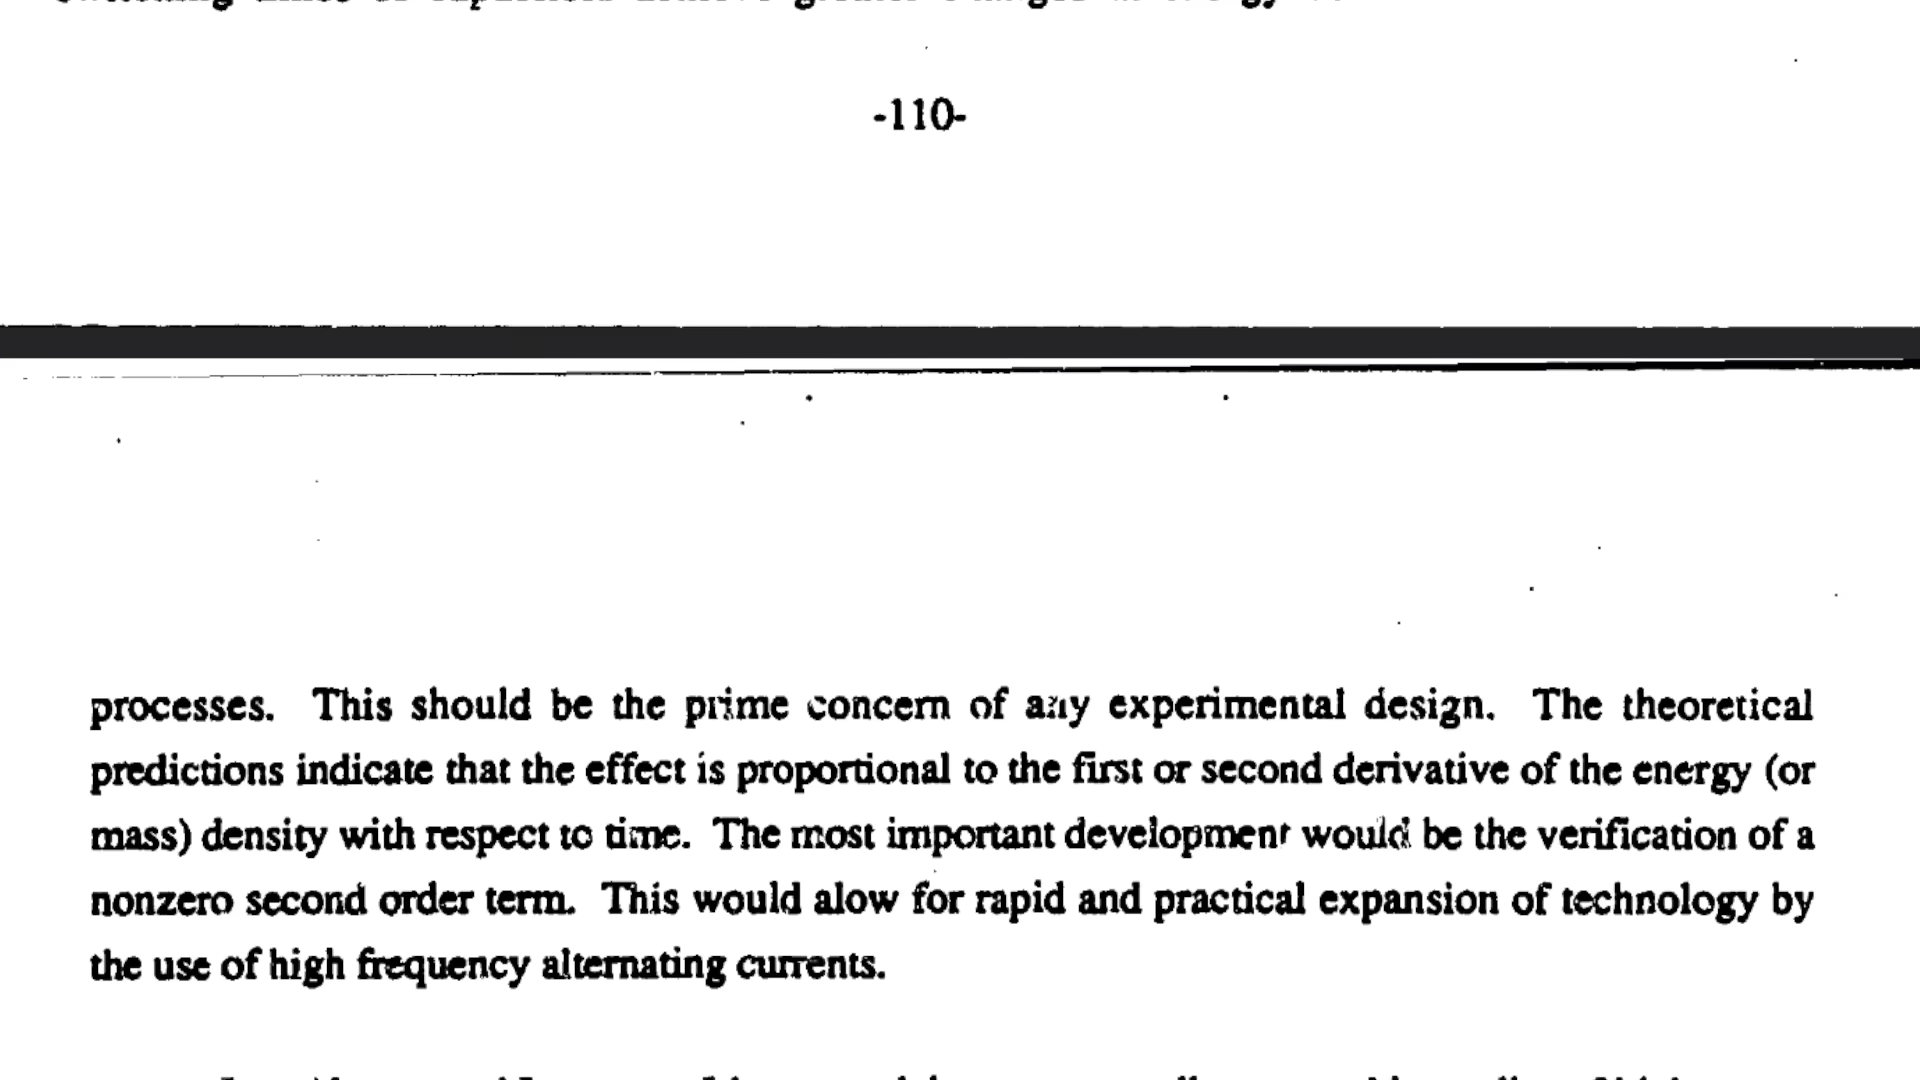 -110-
processes. This should be the prime concern of any experimental design. The theoretical
predictions indicate that the effect is proportional to the first or second derivative of the energy (or
mass) density with respect to time. The most important development would be the verification of a
nonzero second order term. This would alow for rapid and practical expansion of technology by
the use of high frequency alternating currents.